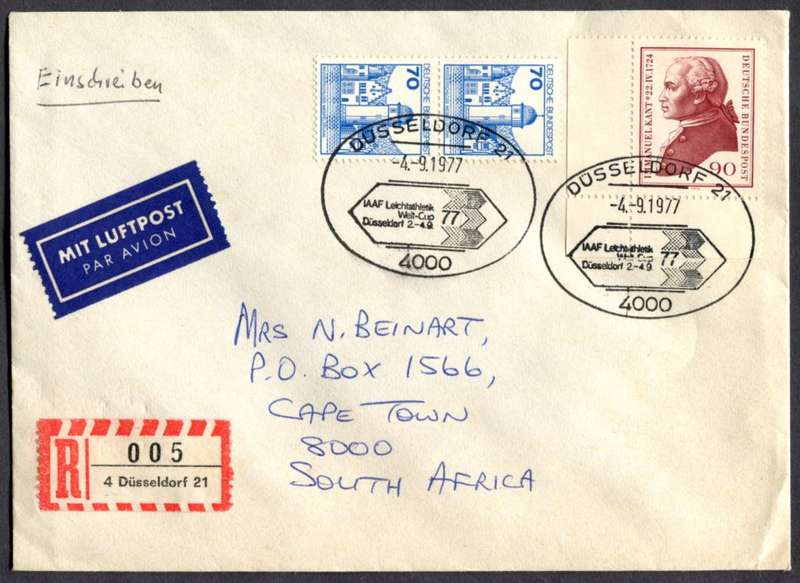 Einschreiben
MIT LUFTPOST
PAR AVION
70
DEUTSCHE BUNDESPOST
70
DEUTSCHE BUNDESPOST
IMMANUEL KANT * 22.IV.1724
DEUTSCHE BUNDESPOST
90
DÜSSELDORF 21
-4.-9.1977
IAAF Leichtathletik
Welt-Cup 77
Düsseldorf 2.-4.9.
4000
DÜSSELDORF 21
-4.-9.1977
IAAF Leichtathletik
Welt-Cup 77
Düsseldorf 2.-4.9.
4000
MRS N. BEINART,
P.O. BOX 1566,
CAPE TOWN
8000
SOUTH AFRICA
R
005
4 Düsseldorf 21